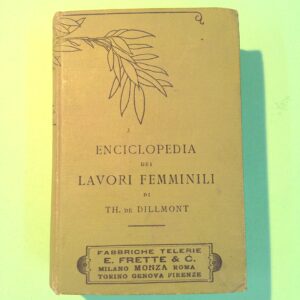 ENCICLOPEDIA
DEI
LAVORI FEMMINILI
DI
TH. DE DILLMONT
FABBRICHE TELERIE
E. FRETTE & C.
MILANO MONZA ROMA
TORINO GENOVA FIRENZE